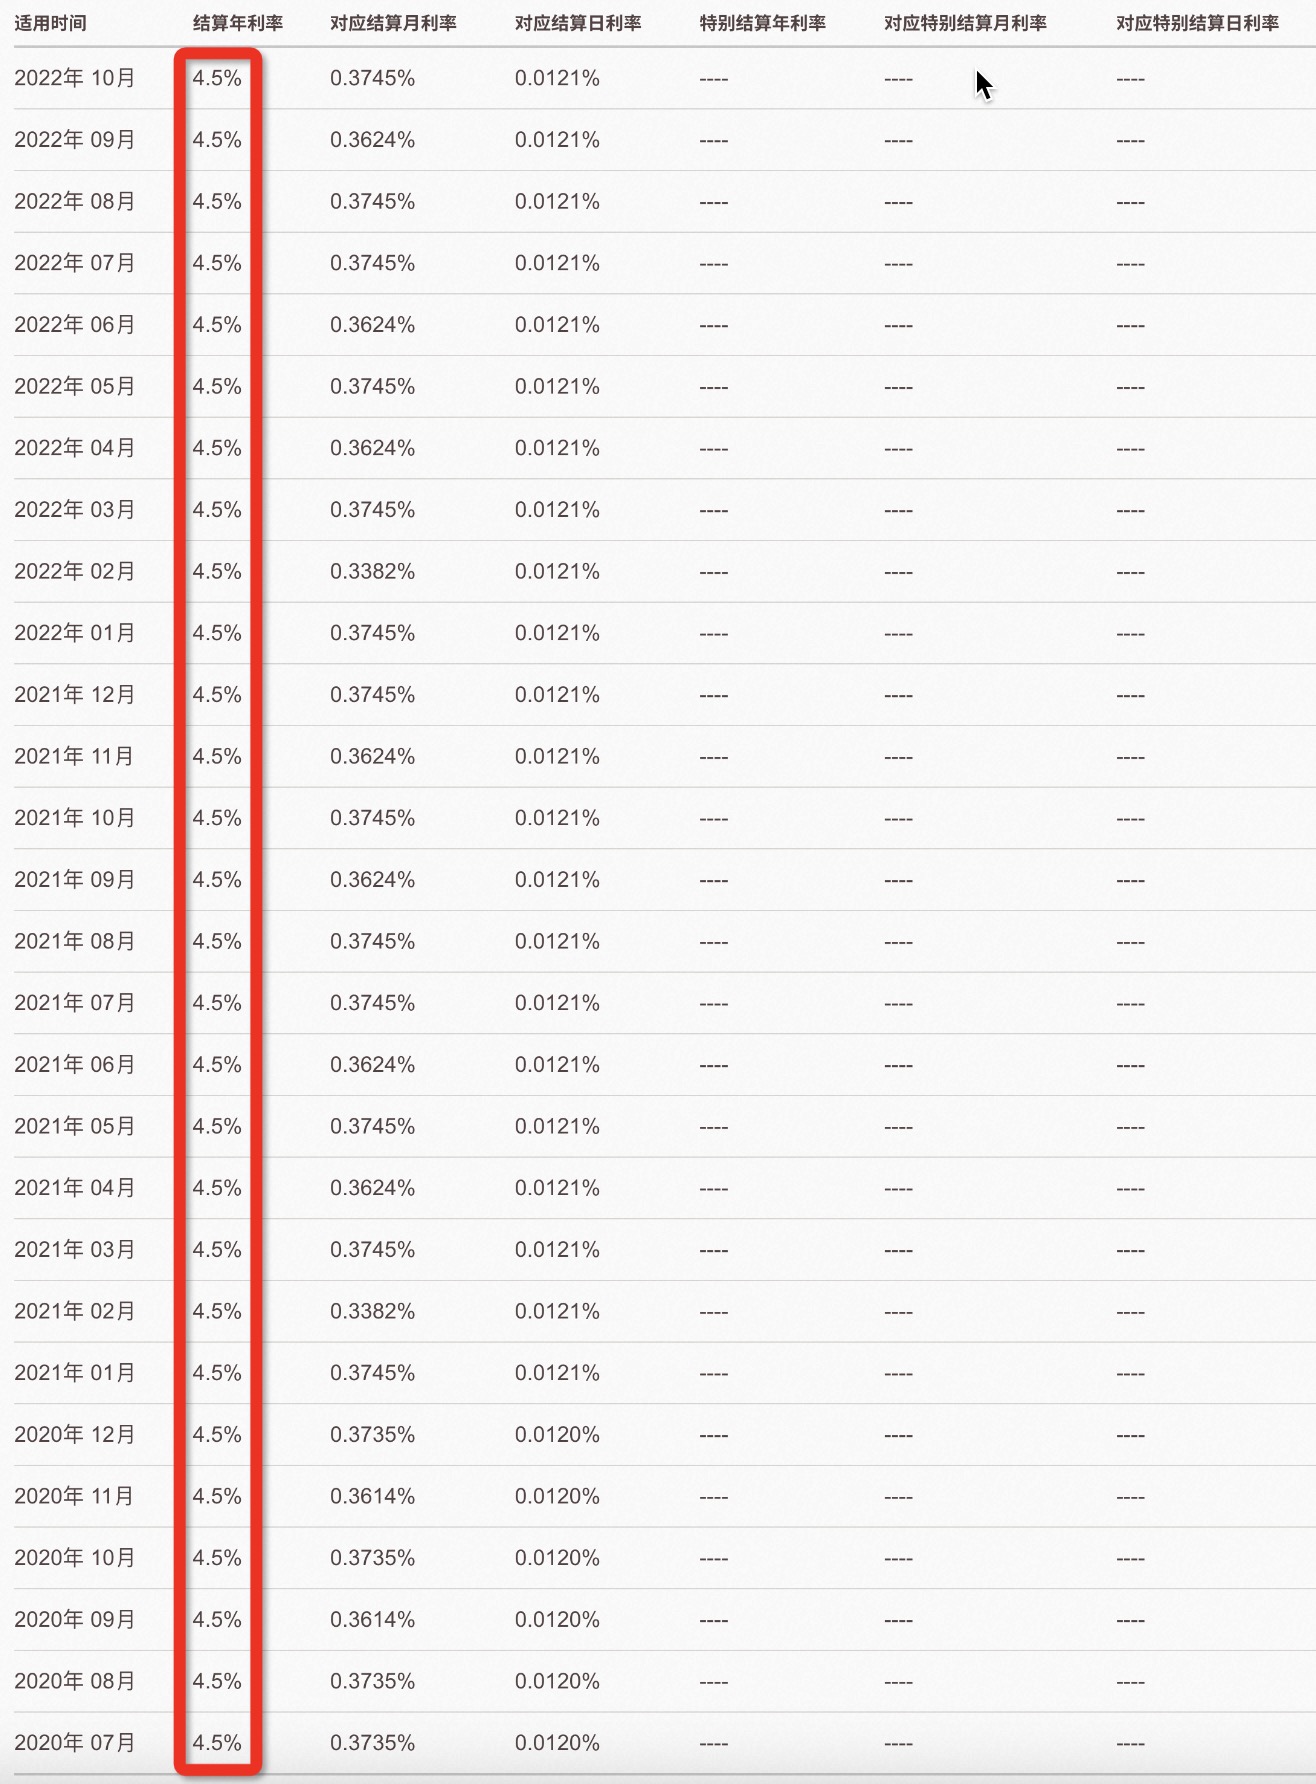 适用时间 结算年利率 对应结算月利率 对应结算日利率 特别结算年利率 对应特别结算月利率 对应特别结算日利率
2022年 10月 4.5% 0.3745% 0.0121% ---- ---- ----
2022年 09月 4.5% 0.3624% 0.0121% ---- ---- ----
2022年 08月 4.5% 0.3745% 0.0121% ---- ---- ----
2022年 07月 4.5% 0.3745% 0.0121% ---- ---- ----
2022年 06月 4.5% 0.3624% 0.0121% ---- ---- ----
2022年 05月 4.5% 0.3745% 0.0121% ---- ---- ----
2022年 04月 4.5% 0.3624% 0.0121% ---- ---- ----
2022年 03月 4.5% 0.3745% 0.0121% ---- ---- ----
2022年 02月 4.5% 0.3382% 0.0121% ---- ---- ----
2022年 01月 4.5% 0.3745% 0.0121% ---- ---- ----
2021年 12月 4.5% 0.3745% 0.0121% ---- ---- ----
2021年 11月 4.5% 0.3624% 0.0121% ---- ---- ----
2021年 10月 4.5% 0.3745% 0.0121% ---- ---- ----
2021年 09月 4.5% 0.3624% 0.0121% ---- ---- ----
2021年 08月 4.5% 0.3745% 0.0121% ---- ---- ----
2021年 07月 4.5% 0.3745% 0.0121% ---- ---- ----
2021年 06月 4.5% 0.3624% 0.0121% ---- ---- ----
2021年 05月 4.5% 0.3745% 0.0121% ---- ---- ----
2021年 04月 4.5% 0.3624% 0.0121% ---- ---- ----
2021年 03月 4.5% 0.3745% 0.0121% ---- ---- ----
2021年 02月 4.5% 0.3382% 0.0121% ---- ---- ----
2021年 01月 4.5% 0.3745% 0.0121% ---- ---- ----
2020年 12月 4.5% 0.3735% 0.0120% ---- ---- ----
2020年 11月 4.5% 0.3614% 0.0120% ---- ---- ----
2020年 10月 4.5% 0.3735% 0.0120% ---- ---- ----
2020年 09月 4.5% 0.3614% 0.0120% ---- ---- ----
2020年 08月 4.5% 0.3735% 0.0120% ---- ---- ----
2020年 07月 4.5% 0.3735% 0.0120% ---- ---- ----